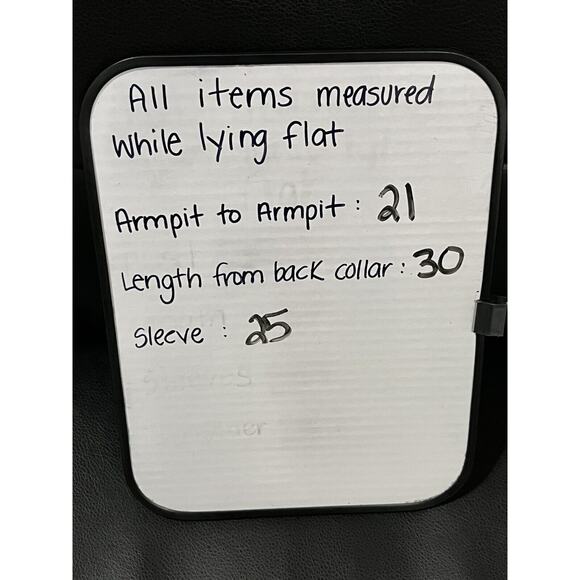 All items measured
while lying flat
Armpit to Armpit : 21
Length from back collar : 30
Sleeve : 25